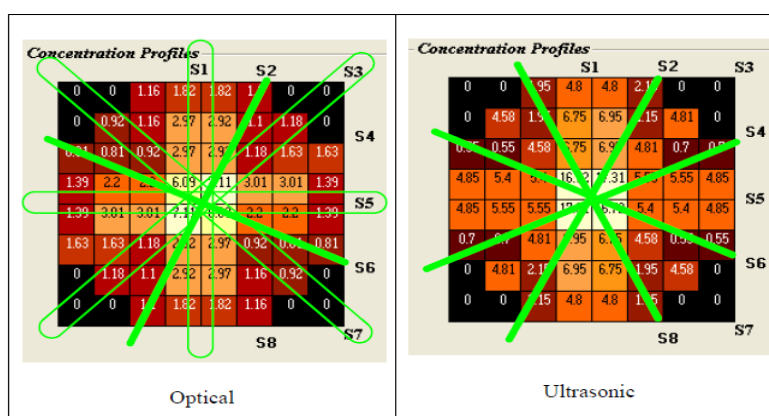 Concentration Profiles
S1 S2 S3
0 0 1.16 1.82 1.82 0 0
0 0.92 1.16 2.97 2.92 1.1 1.18 0
S4
0.81 0.92 2.97 1.18 1.63 1.63
1.39 2.2 6.09 3.01 3.01 1.39
S5
1.39 3.01 3.01 2.2 2.2 1.39
1.63 1.63 1.18 2.97 0.92 0.81
S6
0 1.18 1.1 2.92 2.97 1.16 0.92 0
0 0 1.82 1.82 1.16 0 0
S7
S8
Optical
Concentration Profiles
S1 S2 S3
0 0 4.8 4.8 0 0
0 4.58 6.75 6.95 4.81 0
S4
0.55 4.58 4.81 0.7
4.85 5.4 5.55 4.85
S5
4.85 5.55 5.55 5.4 5.4 4.85
0.7 4.81 4.58 0.55
S6
0 4.81 6.95 6.75 1.95 4.58 0
0 0 4.8 4.8 0 0
S7
S8
Ultrasonic